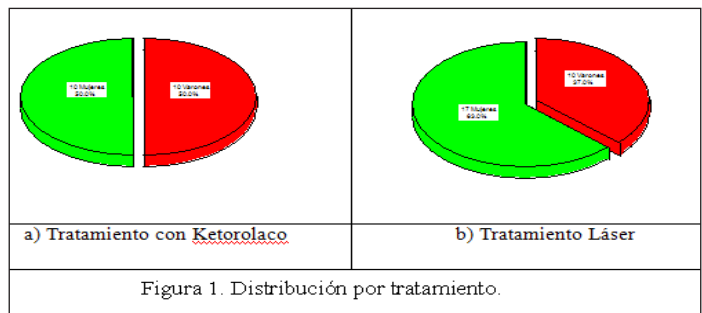 10 Mujeres
50.0%
10 Varones
50.0%
17 Mujeres
63.0%
10 Varones
37.0%
a) Tratamiento con Ketorolaco
b) Tratamiento Láser
Figura 1. Distribución por tratamiento.